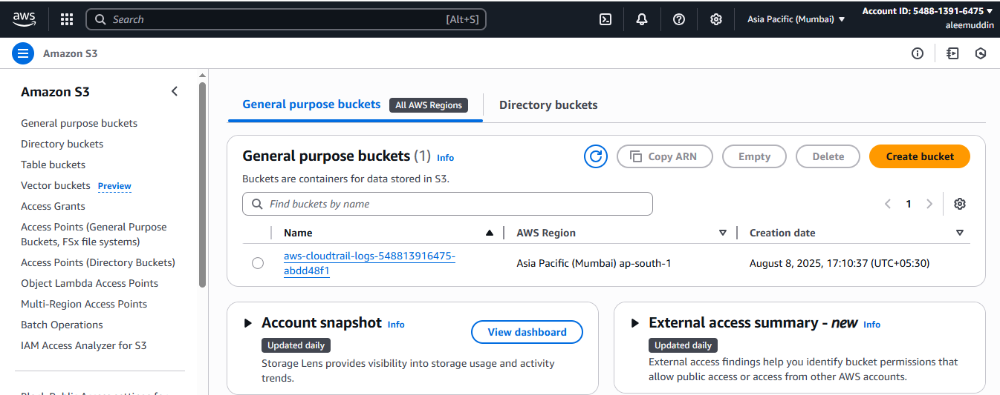 aws
Search [Alt+S]
Asia Pacific (Mumbai)
Account ID: 5488-1391-6475
aleemuddin
Amazon S3
Amazon S3
General purpose buckets
Directory buckets
Table buckets
Vector buckets Preview
Access Grants
Access Points (General Purpose
Buckets, FSx file systems)
Access Points (Directory Buckets)
Object Lambda Access Points
Multi-Region Access Points
Batch Operations
IAM Access Analyzer for S3
General purpose buckets All AWS Regions
Directory buckets
General purpose buckets (1) Info
Copy ARN
Empty
Delete
Create bucket
Buckets are containers for data stored in S3.
Find buckets by name
1
Name AWS Region Creation date
aws-cloudtrail-logs-548813916475-
abdd48f1
Asia Pacific (Mumbai) ap-south-1
August 8, 2025, 17:10:37 (UTC+05:30)
Account snapshot Info
Updated daily
View dashboard
Storage Lens provides visibility into storage usage and activity
trends.
External access summary - new Info
Updated daily
External access findings help you identify bucket permissions that
allow public access or access from other AWS accounts.